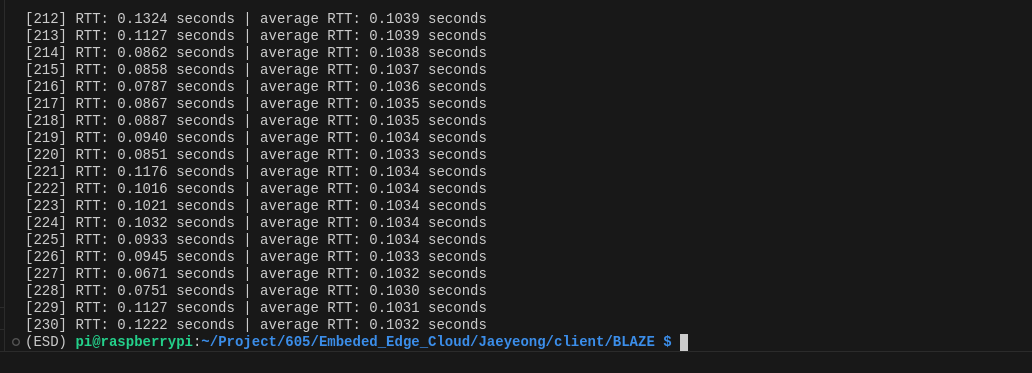 [212] RTT: 0.1324 seconds | average RTT: 0.1039 seconds
[213] RTT: 0.1127 seconds | average RTT: 0.1039 seconds
[214] RTT: 0.0862 seconds | average RTT: 0.1038 seconds
[215] RTT: 0.0858 seconds | average RTT: 0.1037 seconds
[216] RTT: 0.0787 seconds | average RTT: 0.1036 seconds
[217] RTT: 0.0867 seconds | average RTT: 0.1035 seconds
[218] RTT: 0.0887 seconds | average RTT: 0.1035 seconds
[219] RTT: 0.0940 seconds | average RTT: 0.1034 seconds
[220] RTT: 0.0851 seconds | average RTT: 0.1033 seconds
[221] RTT: 0.1176 seconds | average RTT: 0.1034 seconds
[222] RTT: 0.1016 seconds | average RTT: 0.1034 seconds
[223] RTT: 0.1021 seconds | average RTT: 0.1034 seconds
[224] RTT: 0.1032 seconds | average RTT: 0.1034 seconds
[225] RTT: 0.0933 seconds | average RTT: 0.1034 seconds
[226] RTT: 0.0945 seconds | average RTT: 0.1033 seconds
[227] RTT: 0.0671 seconds | average RTT: 0.1032 seconds
[228] RTT: 0.0751 seconds | average RTT: 0.1030 seconds
[229] RTT: 0.1127 seconds | average RTT: 0.1031 seconds
[230] RTT: 0.1222 seconds | average RTT: 0.1032 seconds
(ESD) pi@raspberrypi:~/Project/605/Embeded_Edge_Cloud/Jaeyeong/client/BLAZE $